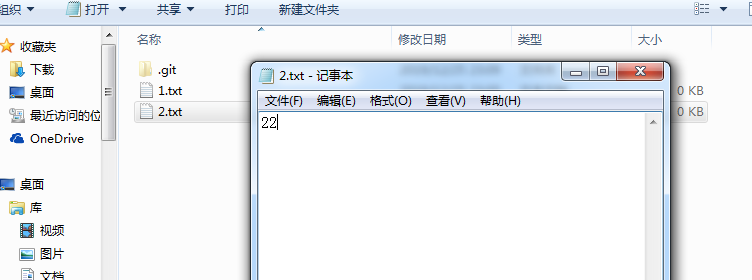 组织 打开 共享 打印 新建文件夹
收藏夹
下载
桌面
最近访问的位
OneDrive
桌面
库
视频
图片
文档
名称 修改日期 类型 大小
.git
1.txt 0 KB
2.txt 0 KB
2.txt - 记事本
文件(F) 编辑(E) 格式(O) 查看(V) 帮助(H)
22